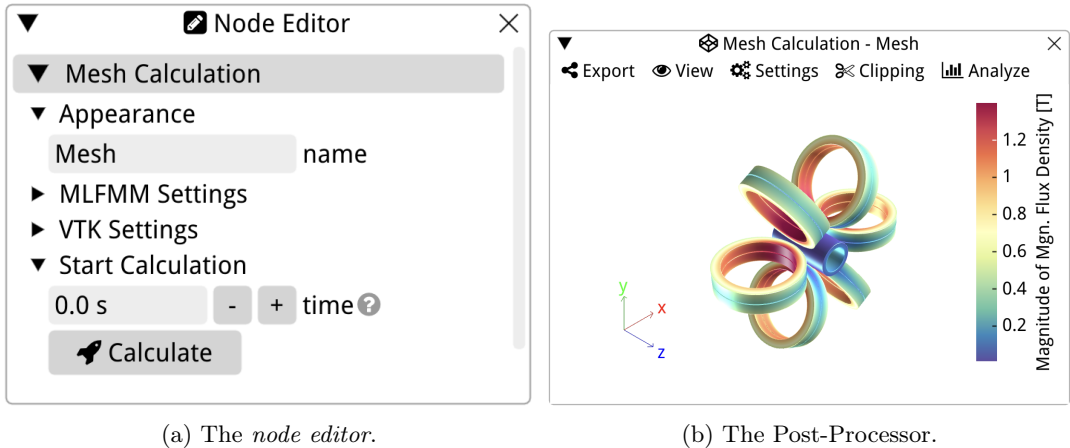 Node Editor
Mesh Calculation
Appearance
Mesh name
MLFMM Settings
VTK Settings
Start Calculation
0.0 s - + time ?
Calculate
(a) The node editor.
Mesh Calculation - Mesh
Export View Settings Clipping Analyze
1.2
1
0.8
0.6
0.4
0.2
Magnitude of Mgn. Flux Density [T]
y
x
z
(b) The Post-Processor.